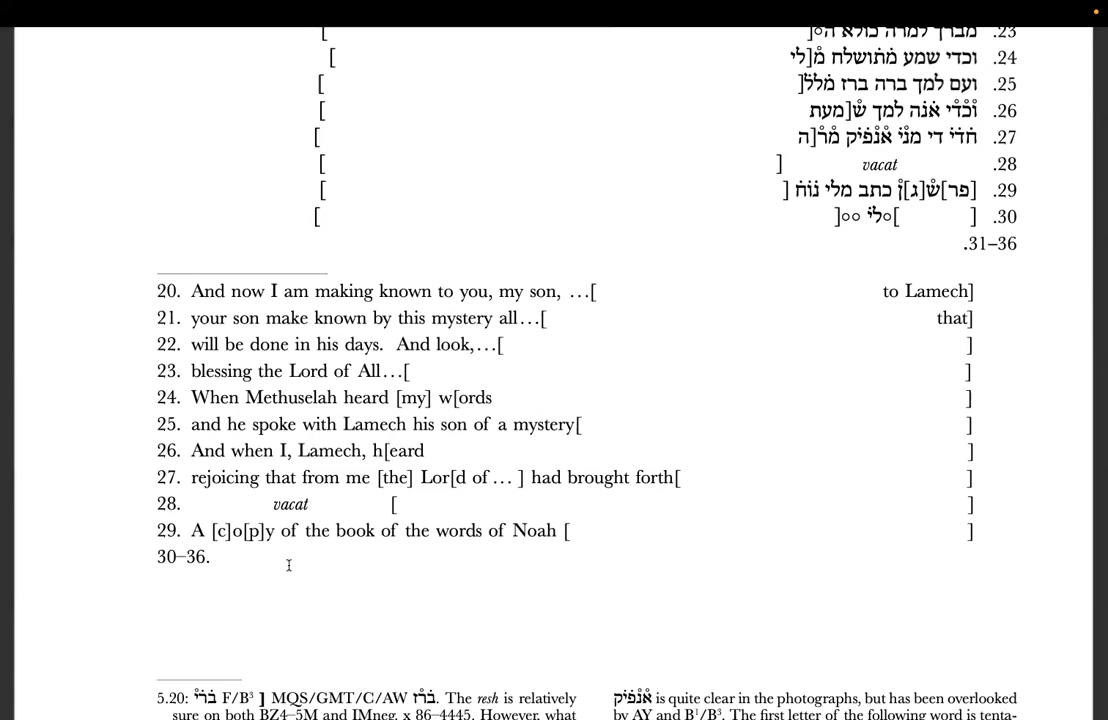 23. מברך למרה כולא ה◦[ ]
24. וכדי שמע מתושלח מ[לי ]
25. ועם למך ברה ברז מלל[ ]
26. וכדי אנה למך ש[מעת ]
27. חדי די מני אנפיק מר[ה ]
28. vacat [ ]
29. [פר]ש[ג]ן כתב מלי נוח [ ]
30. [ ]◦לי ◦◦[ ]
31–36.
20. And now I am making known to you, my son, …[ to Lamech]
21. your son make known by this mystery all…[ that]
22. will be done in his days. And look,…[ ]
23. blessing the Lord of All…[ ]
24. When Methuselah heard [my] w[ords ]
25. and he spoke with Lamech his son of a mystery[ ]
26. And when I, Lamech, h[eard ]
27. rejoicing that from me [the] Lor[d of … ] had brought forth[ ]
28. vacat [ ]
29. A [c]o[p]y of the book of the words of Noah [ ]
30–36.
5.20: ברי F/B³ ] MQS/GMT/C/AW ברז. The resh is relatively
sure on both BZ4–5M and IMneg. x 86–4445. However, what
אנפיק is quite clear in the photographs, but has been overlooked
by AY and B¹/B³. The first letter of the following word is tenta-